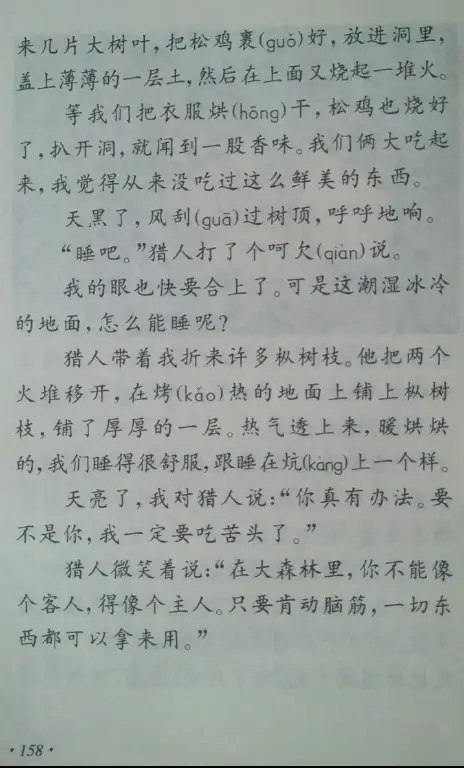 来几片大树叶，把松鸡裹(guǒ)好，放进洞里，
盖上薄薄的一层土，然后在上面又烧起一堆火。
等我们把衣服烘(hōng)干，松鸡也烧好
了，扒开洞，就闻到一股香味。我们俩大吃起
来，我觉得从来没吃过这么鲜美的东西。
天黑了，风刮(guā)过树顶，呼呼地响。
“睡吧。”猎人打了个呵欠(qiàn)说。
我的眼也快要合上了。可是这潮湿冰冷
的地面，怎么能睡呢？
猎人带着我折来许多枞树枝。他把两个
火堆移开，在烤(kǎo)热的地面上铺上枞树
枝，铺了厚厚的一层。热气透上来，暖烘烘
的，我们睡得很舒服，跟睡在炕(kàng)上一个样。
天亮了，我对猎人说：“你真有办法。要
不是你，我一定要吃苦头了。”
猎人微笑着说：“在大森林里，你不能像
个客人，得像个主人。只要肯动脑筋，一切东
西都可以拿来用。”
·158·